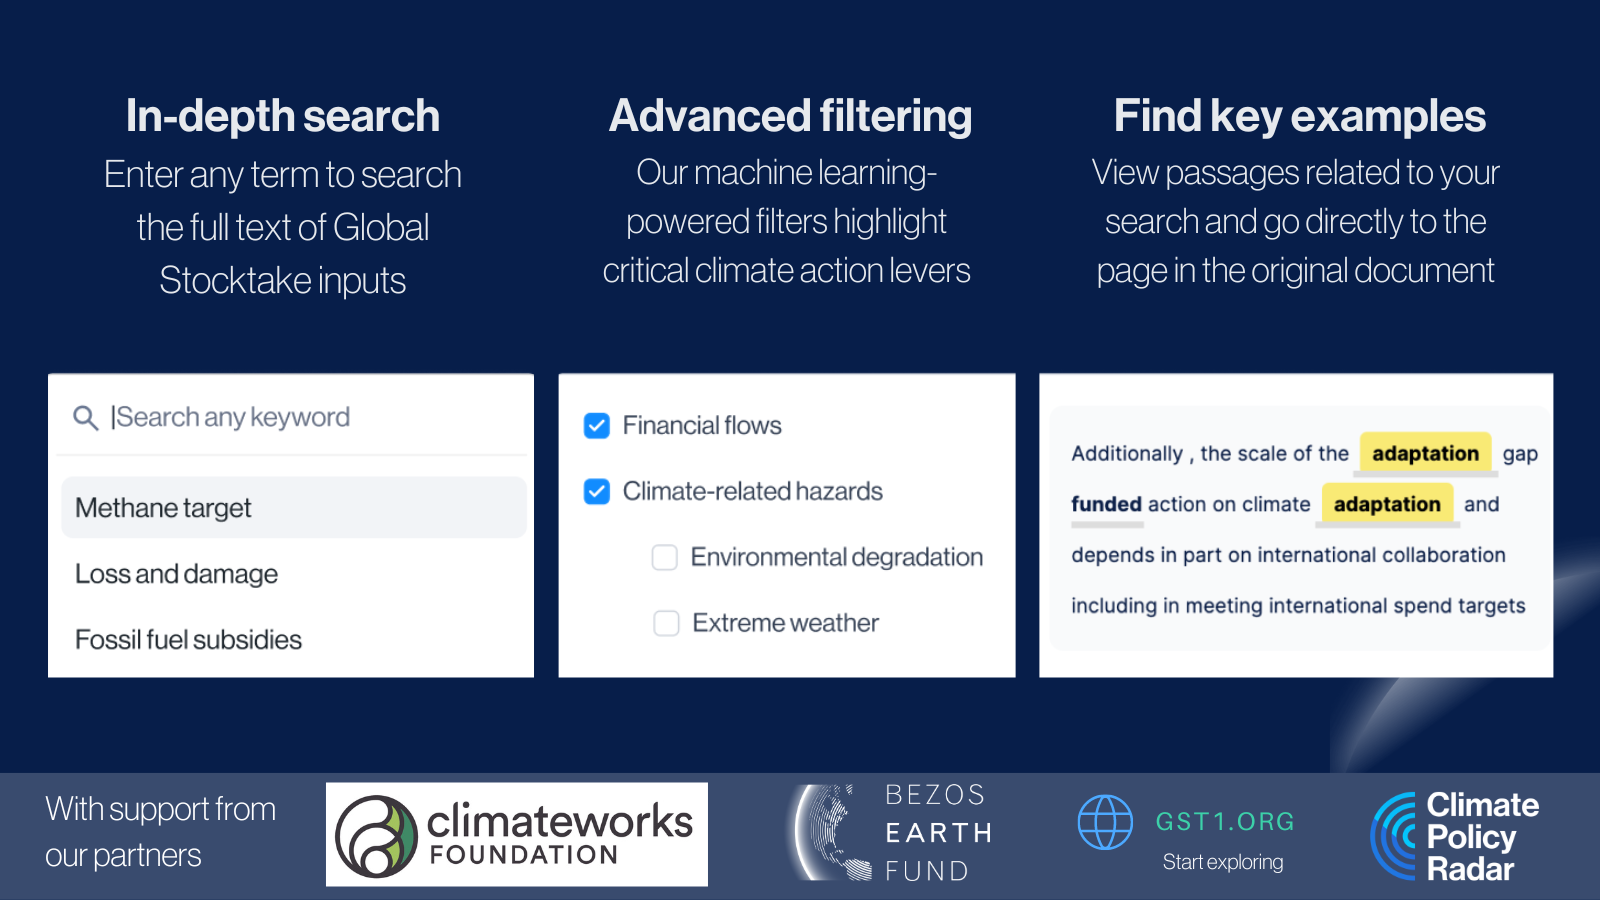 In-depth search
Enter any term to search
the full text of Global
Stocktake inputs
Advanced filtering
Our machine learning-
powered filters highlight
critical climate action levers
Find key examples
View passages related to your
search and go directly to the
page in the original document
Search any keyword
Methane target
Loss and damage
Fossil fuel subsidies
Financial flows
Climate-related hazards
Environmental degradation
Extreme weather
Additionally , the scale of the adaptation gap
funded action on climate adaptation and
depends in part on international collaboration
including in meeting international spend targets
With support from
our partners
climateworks
FOUNDATION
BEZOS
EARTH
FUND
GST1.ORG
Start exploring
Climate
Policy
Radar